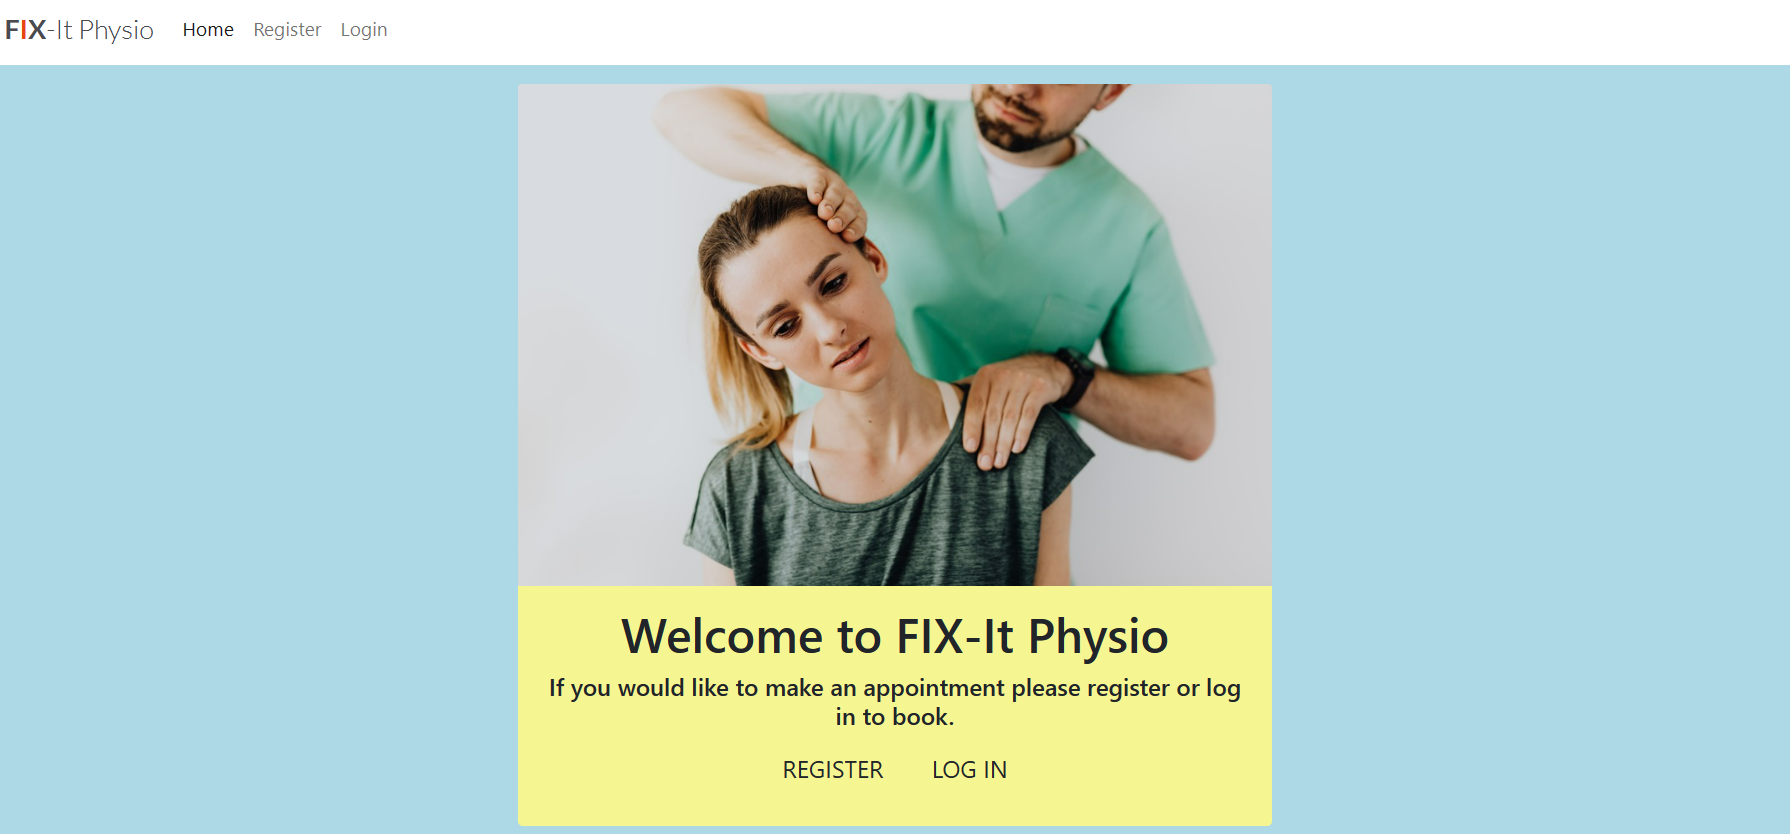 FIX-It Physio Home Register Login
Welcome to FIX-It Physio
If you would like to make an appointment please register or log
in to book.
REGISTER LOG IN